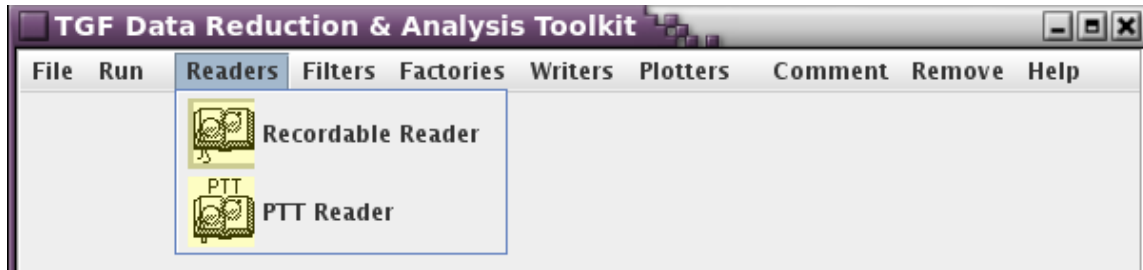 TGF Data Reduction & Analysis Toolkit
File Run Readers Filters Factories Writers Plotters Comment Remove Help
Recordable Reader
PTT
PTT Reader